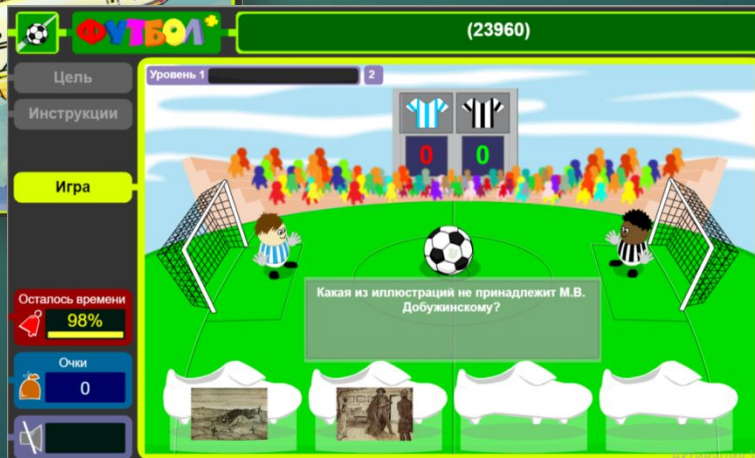 ФУТБОЛ+
(23960)
Цель
Инструкции
Игра
Уровень 1
2
0 0
Какая из иллюстраций не принадлежит М.В.
Добужинскому?
Осталось времени
98%
Очки
0